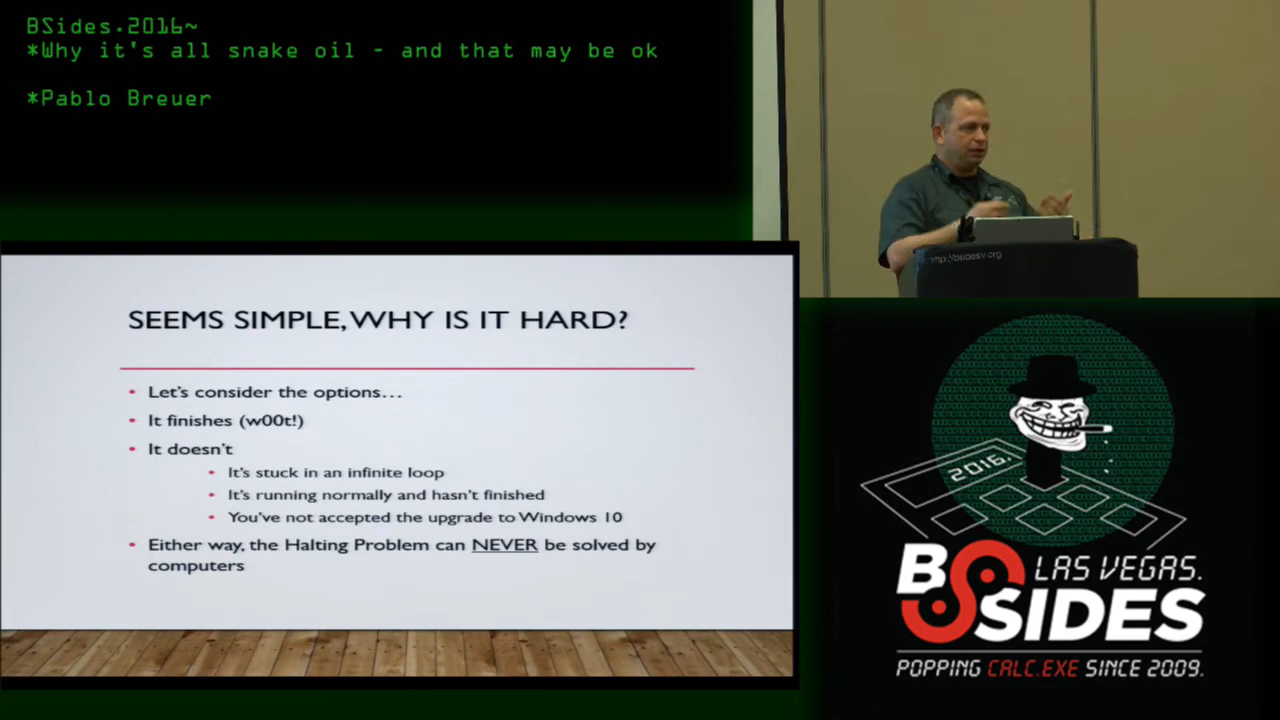 BSides.2016~
*Why it's all snake oil - and that may be ok
*Pablo Breuer
SEEMS SIMPLE, WHY IS IT HARD?
• Let's consider the options…
• It finishes (w00t!)
• It doesn't
• It's stuck in an infinite loop
• It's running normally and hasn't finished
• You've not accepted the upgrade to Windows 10
• Either way, the Halting Problem can NEVER be solved by
computers
2016.
BSIDES
LAS VEGAS.
POPPING CALC.EXE SINCE 2009.